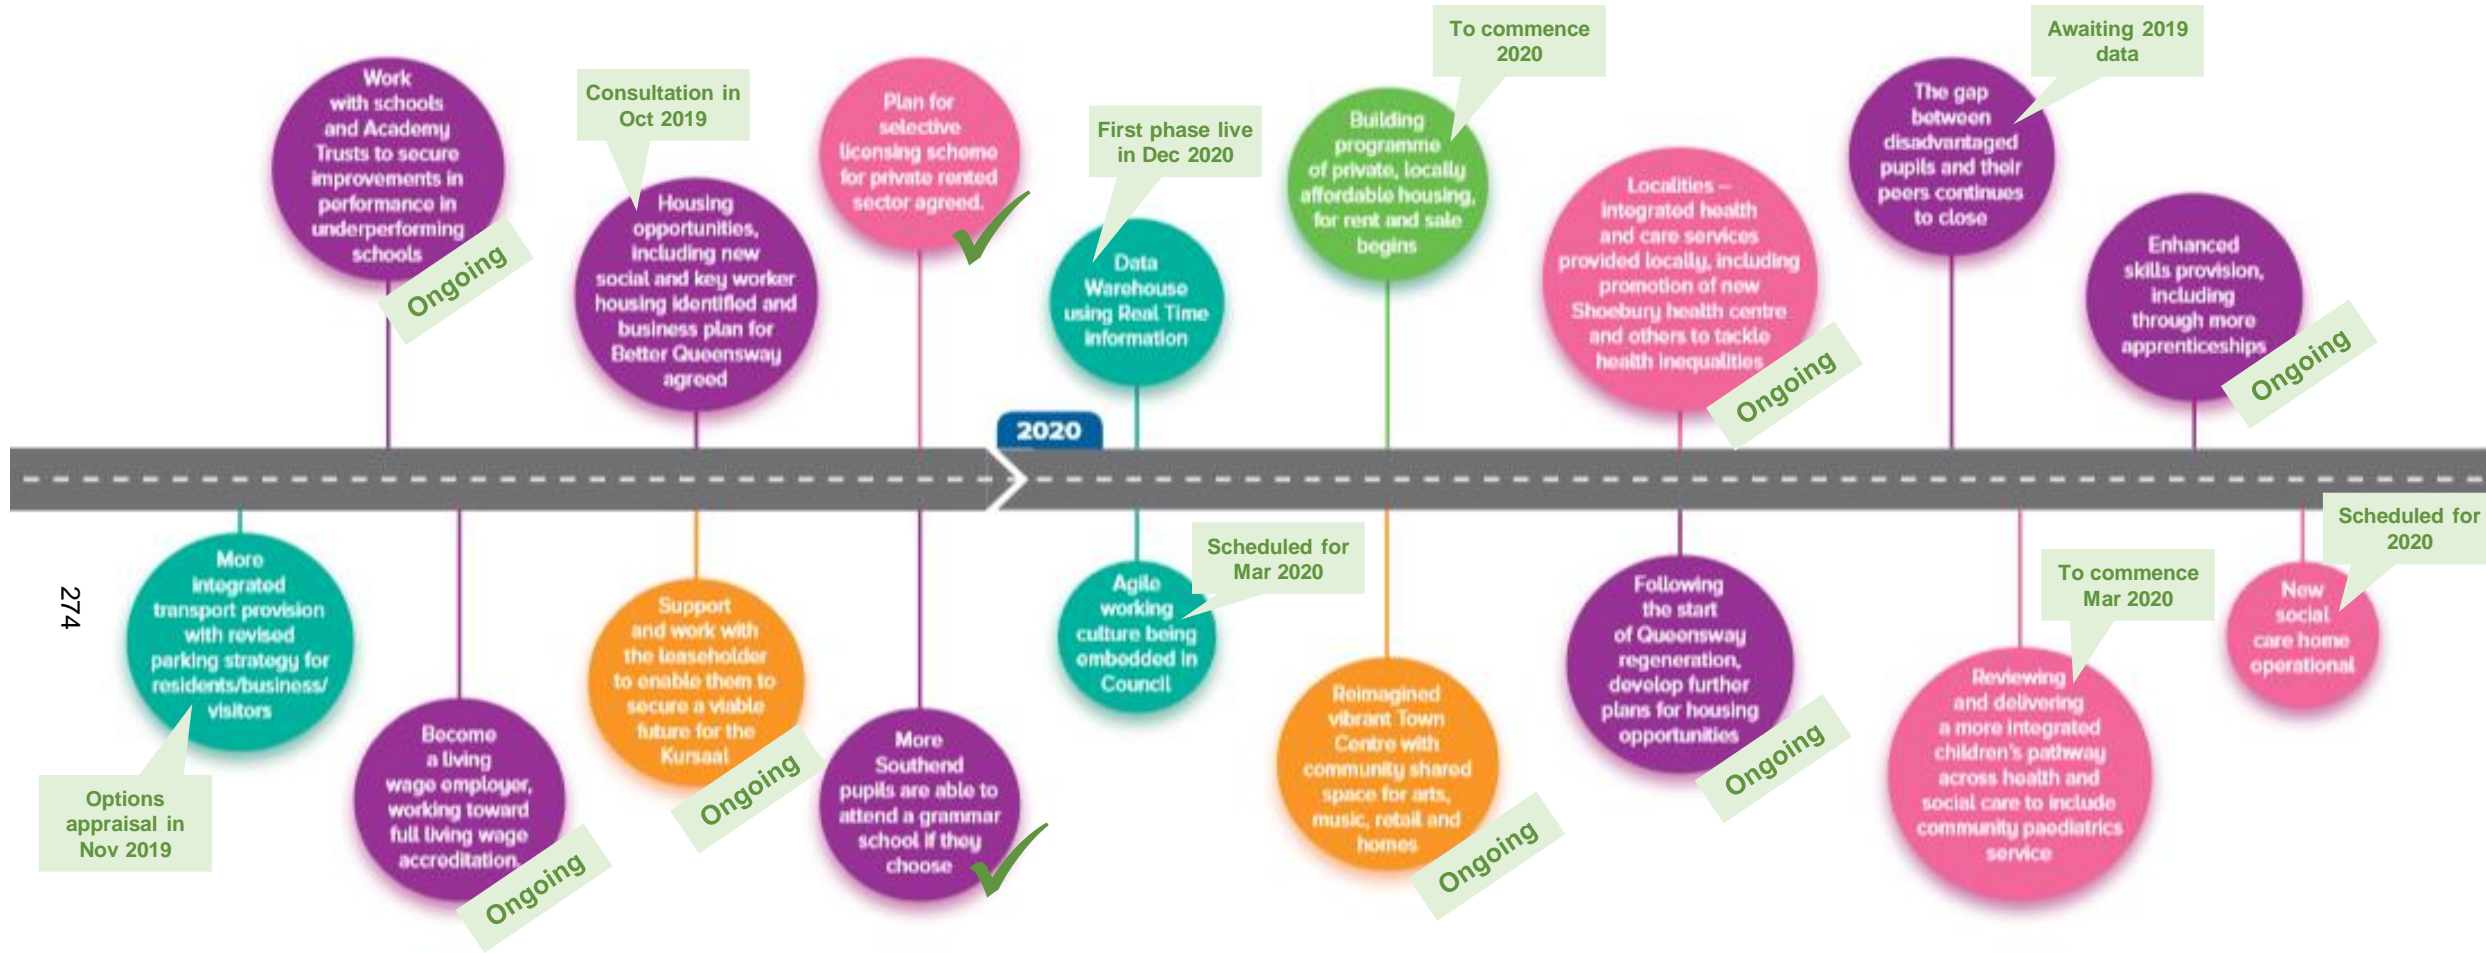 Work
with schools
and Academy
Trusts to secure
improvements in
performance in
underperforming
schools
Ongoing
Consultation in
Oct 2019
Housing
opportunities,
including new
social and key worker
housing identified and
business plan for
Better Queensway
agreed
Plan for
selective
licensing scheme
for private rented
sector agreed.
First phase live
in Dec 2020
Data
Warehouse
using Real Time
Information
To commence
2020
Building
programme
of private, locally
affordable housing,
for rent and sale
begins
Localities –
integrated health
and care services
provided locally, including
promotion of new
Shoebury health centre
and others to tackle
health inequalities
Ongoing
Awaiting 2019
data
The gap
between
disadvantaged
pupils and their
peers continues
to close
Enhanced
skills provision,
including
through more
apprenticeships
Ongoing
2020
274
More
integrated
transport provision
with revised
parking strategy for
residents/business/
visitors
Options
appraisal in
Nov 2019
Become
a living
wage employer,
working toward
full living wage
accreditation.
Ongoing
Support
and work with
the leaseholder
to enable them to
secure a viable
future for the
Kursaal
Ongoing
More
Southend
pupils are able to
attend a grammar
school if they
choose
Agile
working
culture being
embedded in
Council
Scheduled for
Mar 2020
Reimagined
vibrant Town
Centre with
community shared
space for arts,
music, retail and
homes
Ongoing
Following
the start
of Queensway
regeneration,
develop further
plans for housing
opportunities
Ongoing
To commence
Mar 2020
Reviewing
and delivering
a more integrated
children's pathway
across health and
social care to include
community paediatrics
service
Scheduled for
2020
New
social
care home
operational